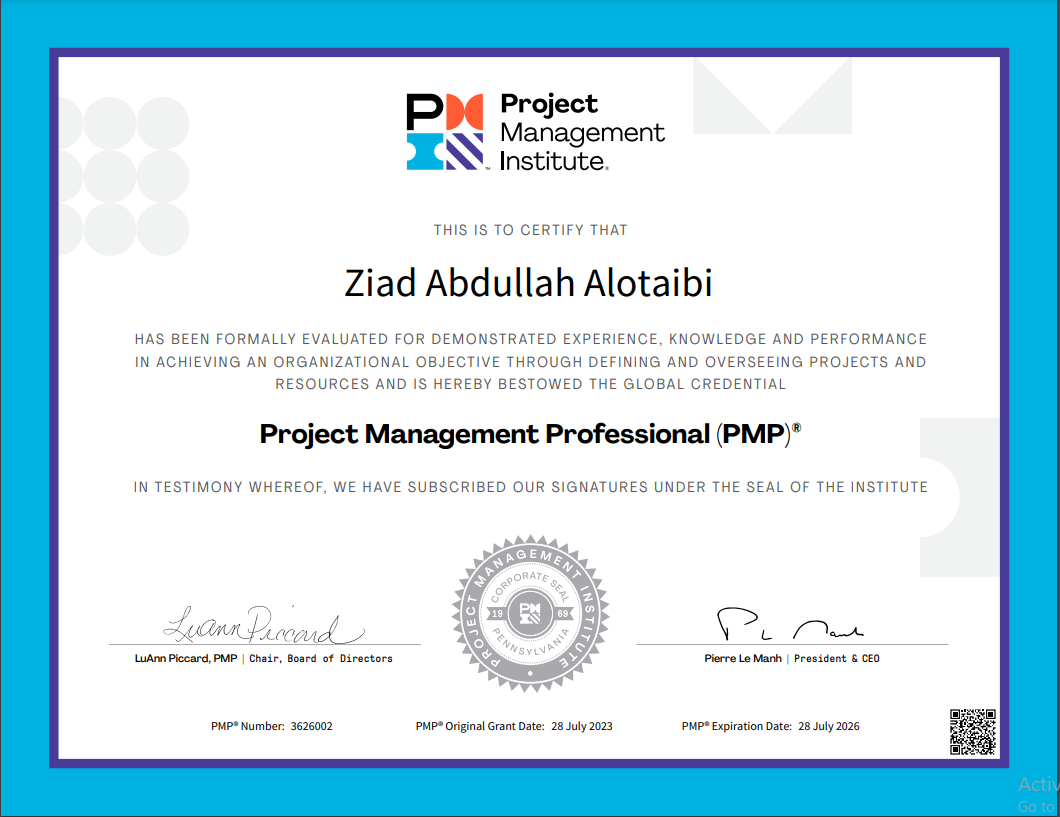 Project
Management
Institute.
THIS IS TO CERTIFY THAT
Ziad Abdullah Alotaibi
HAS BEEN FORMALLY EVALUATED FOR DEMONSTRATED EXPERIENCE, KNOWLEDGE AND PERFORMANCE
IN ACHIEVING AN ORGANIZATIONAL OBJECTIVE THROUGH DEFINING AND OVERSEEING PROJECTS AND
RESOURCES AND IS HEREBY BESTOWED THE GLOBAL CREDENTIAL
Project Management Professional (PMP)®
IN TESTIMONY WHEREOF, WE HAVE SUBSCRIBED OUR SIGNATURES UNDER THE SEAL OF THE INSTITUTE
PROJECT MANAGEMENT INSTITUTE
CORPORATE SEAL
19 69
PENNSYLVANIA
LuAnn Piccard
LuAnn Piccard, PMP | Chair, Board of Directors
Pierre Le Manh | President & CEO
PMP® Number: 3626002
PMP® Original Grant Date: 28 July 2023
PMP® Expiration Date: 28 July 2026
Activ
Go to